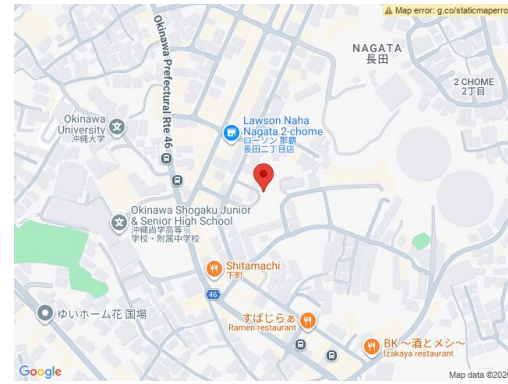 Map error: g.co/staticmaperro
NAGATA
長田
Okinawa Prefectural Rte 46
2 CHOME
2丁目
Okinawa
University
沖縄大学
Lawson Naha
Nagata 2-chome
ローソン 那覇
長田二丁目店
Okinawa Shogaku Junior
& Senior High School
沖縄尚学高等
学校・附属中学校
Shitamachi
下町
46
ゆいホーム花 国場
すばじらぁ
Ramen restaurant
BK 〜酒とメシ〜
Izakaya restaurant
Google
Map data ©202